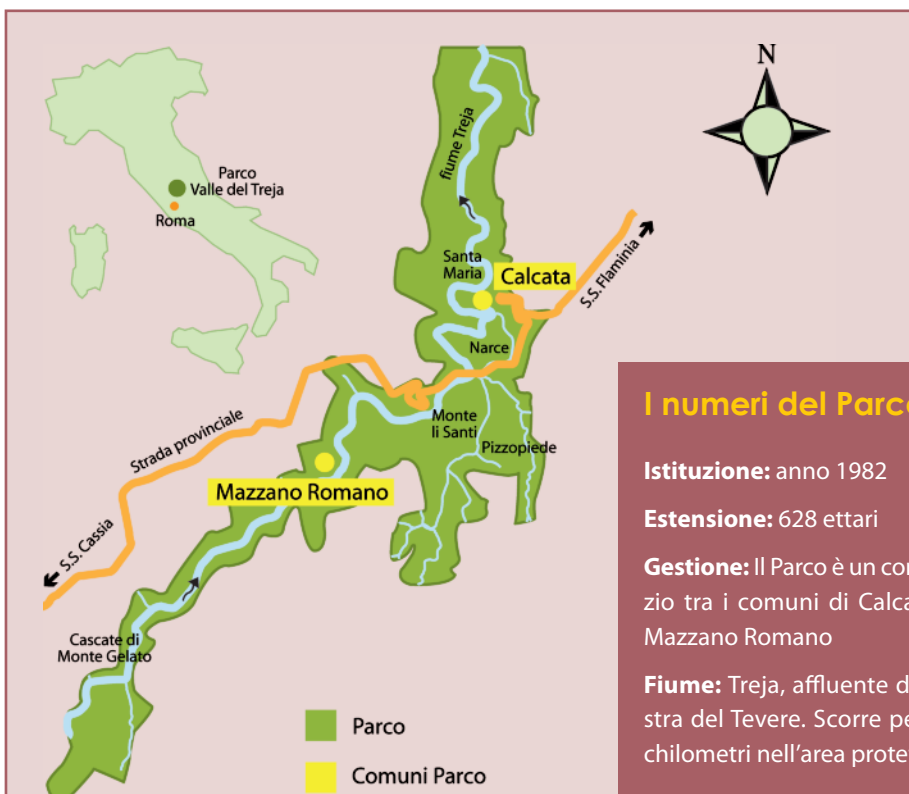 N
Parco
Valle del Treja
Roma
fiume Treja
Santa
Maria
Calcata
S.S. Flaminia
Narce
Monte
li Santi
Pizzopiede
Strada provinciale
Mazzano Romano
S.S. Cassia
Cascate di
Monte Gelato
Parco
Comuni Parco
I numeri del Parco
Istituzione: anno 1982
Estensione: 628 ettari
Gestione: Il Parco è un con
zio tra i comuni di Calca
Mazzano Romano
Fiume: Treja, affluente d
stra del Tevere. Scorre pe
chilometri nell'area prote